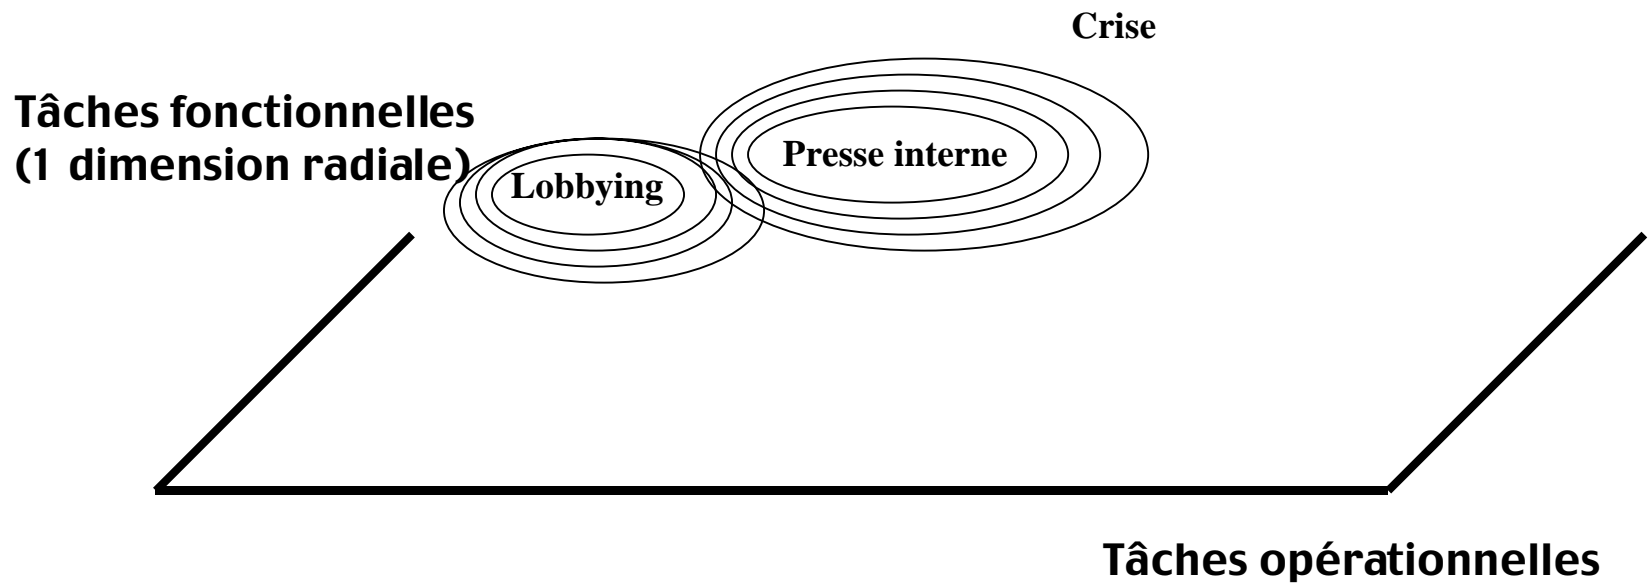 Crise
Tâches fonctionnelles
(1 dimension radiale)
Presse interne
Lobbying
Tâches opérationnelles